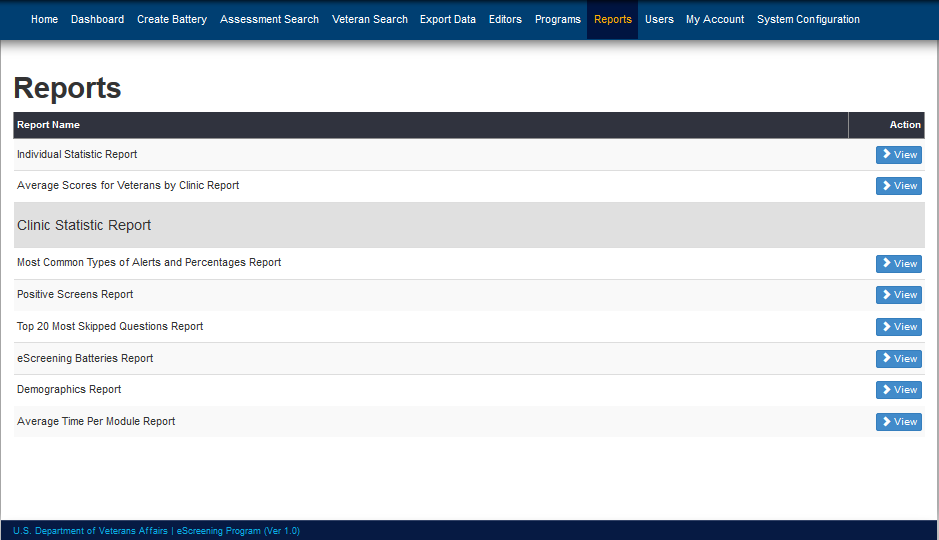 Home Dashboard Create Battery Assessment Search Veteran Search Export Data Editors Programs Reports Users My Account System Configuration
Reports
Report Name Action
Individual Statistic Report View
Average Scores for Veterans by Clinic Report View
Clinic Statistic Report
Most Common Types of Alerts and Percentages Report View
Positive Screens Report View
Top 20 Most Skipped Questions Report View
eScreening Batteries Report View
Demographics Report View
Average Time Per Module Report View
U.S. Department of Veterans Affairs | eScreening Program (Ver 1.0)